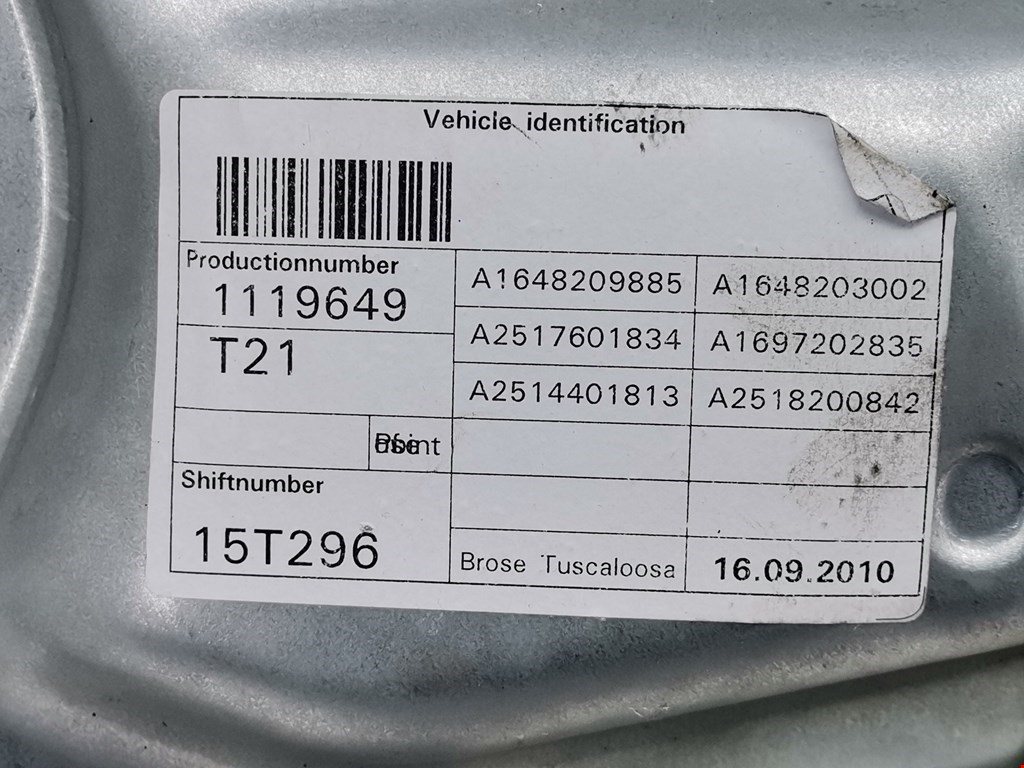 Vehicle identification
Productionnumber
1119649
T21
A1648209885 A1648203002
A2517601834 A1697202835
A2514401813 A2518200842
Shiftnumber
15T296
Brose Tuscaloosa 16.09.2010